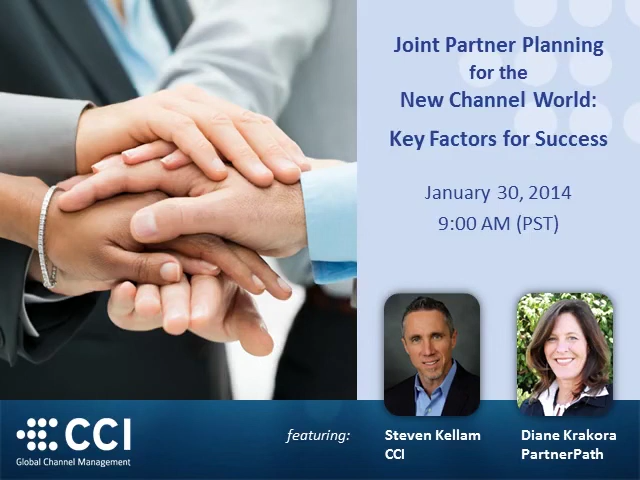 Joint Partner Planning
for the
New Channel World:
Key Factors for Success
January 30, 2014
9:00 AM (PST)
CCI
Global Channel Management
featuring:
Steven Kellam
CCI
Diane Krakora
PartnerPath